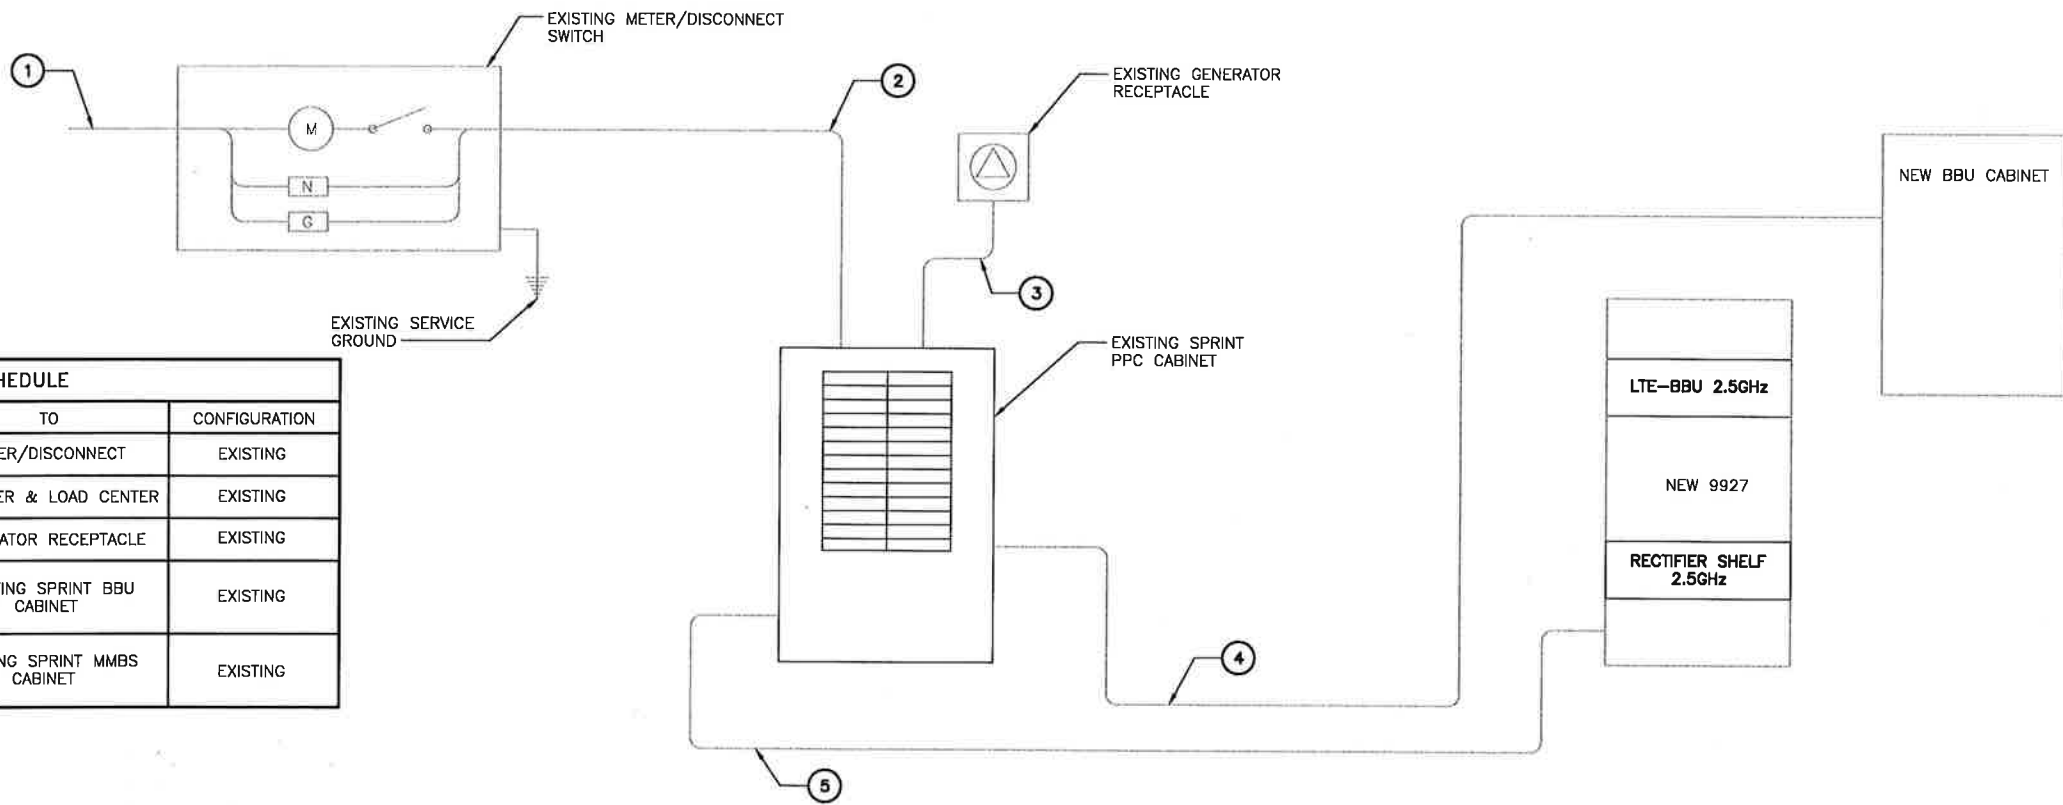 EXISTING METER/DISCONNECT
SWITCH
1
2
EXISTING GENERATOR
RECEPTACLE
M
N
G
NEW BBU CABINET
3
EXISTING SERVICE
GROUND
EXISTING SPRINT
PPC CABINET
LTE-BBU 2.5GHz
NEW 9927
RECTIFIER SHELF
2.5GHz
4
5
HEDULE
TO
CONFIGURATION
ER/DISCONNECT
EXISTING
ER & LOAD CENTER
EXISTING
ATOR RECEPTACLE
EXISTING
ING SPRINT BBU
CABINET
EXISTING
NG SPRINT MMBS
CABINET
EXISTING